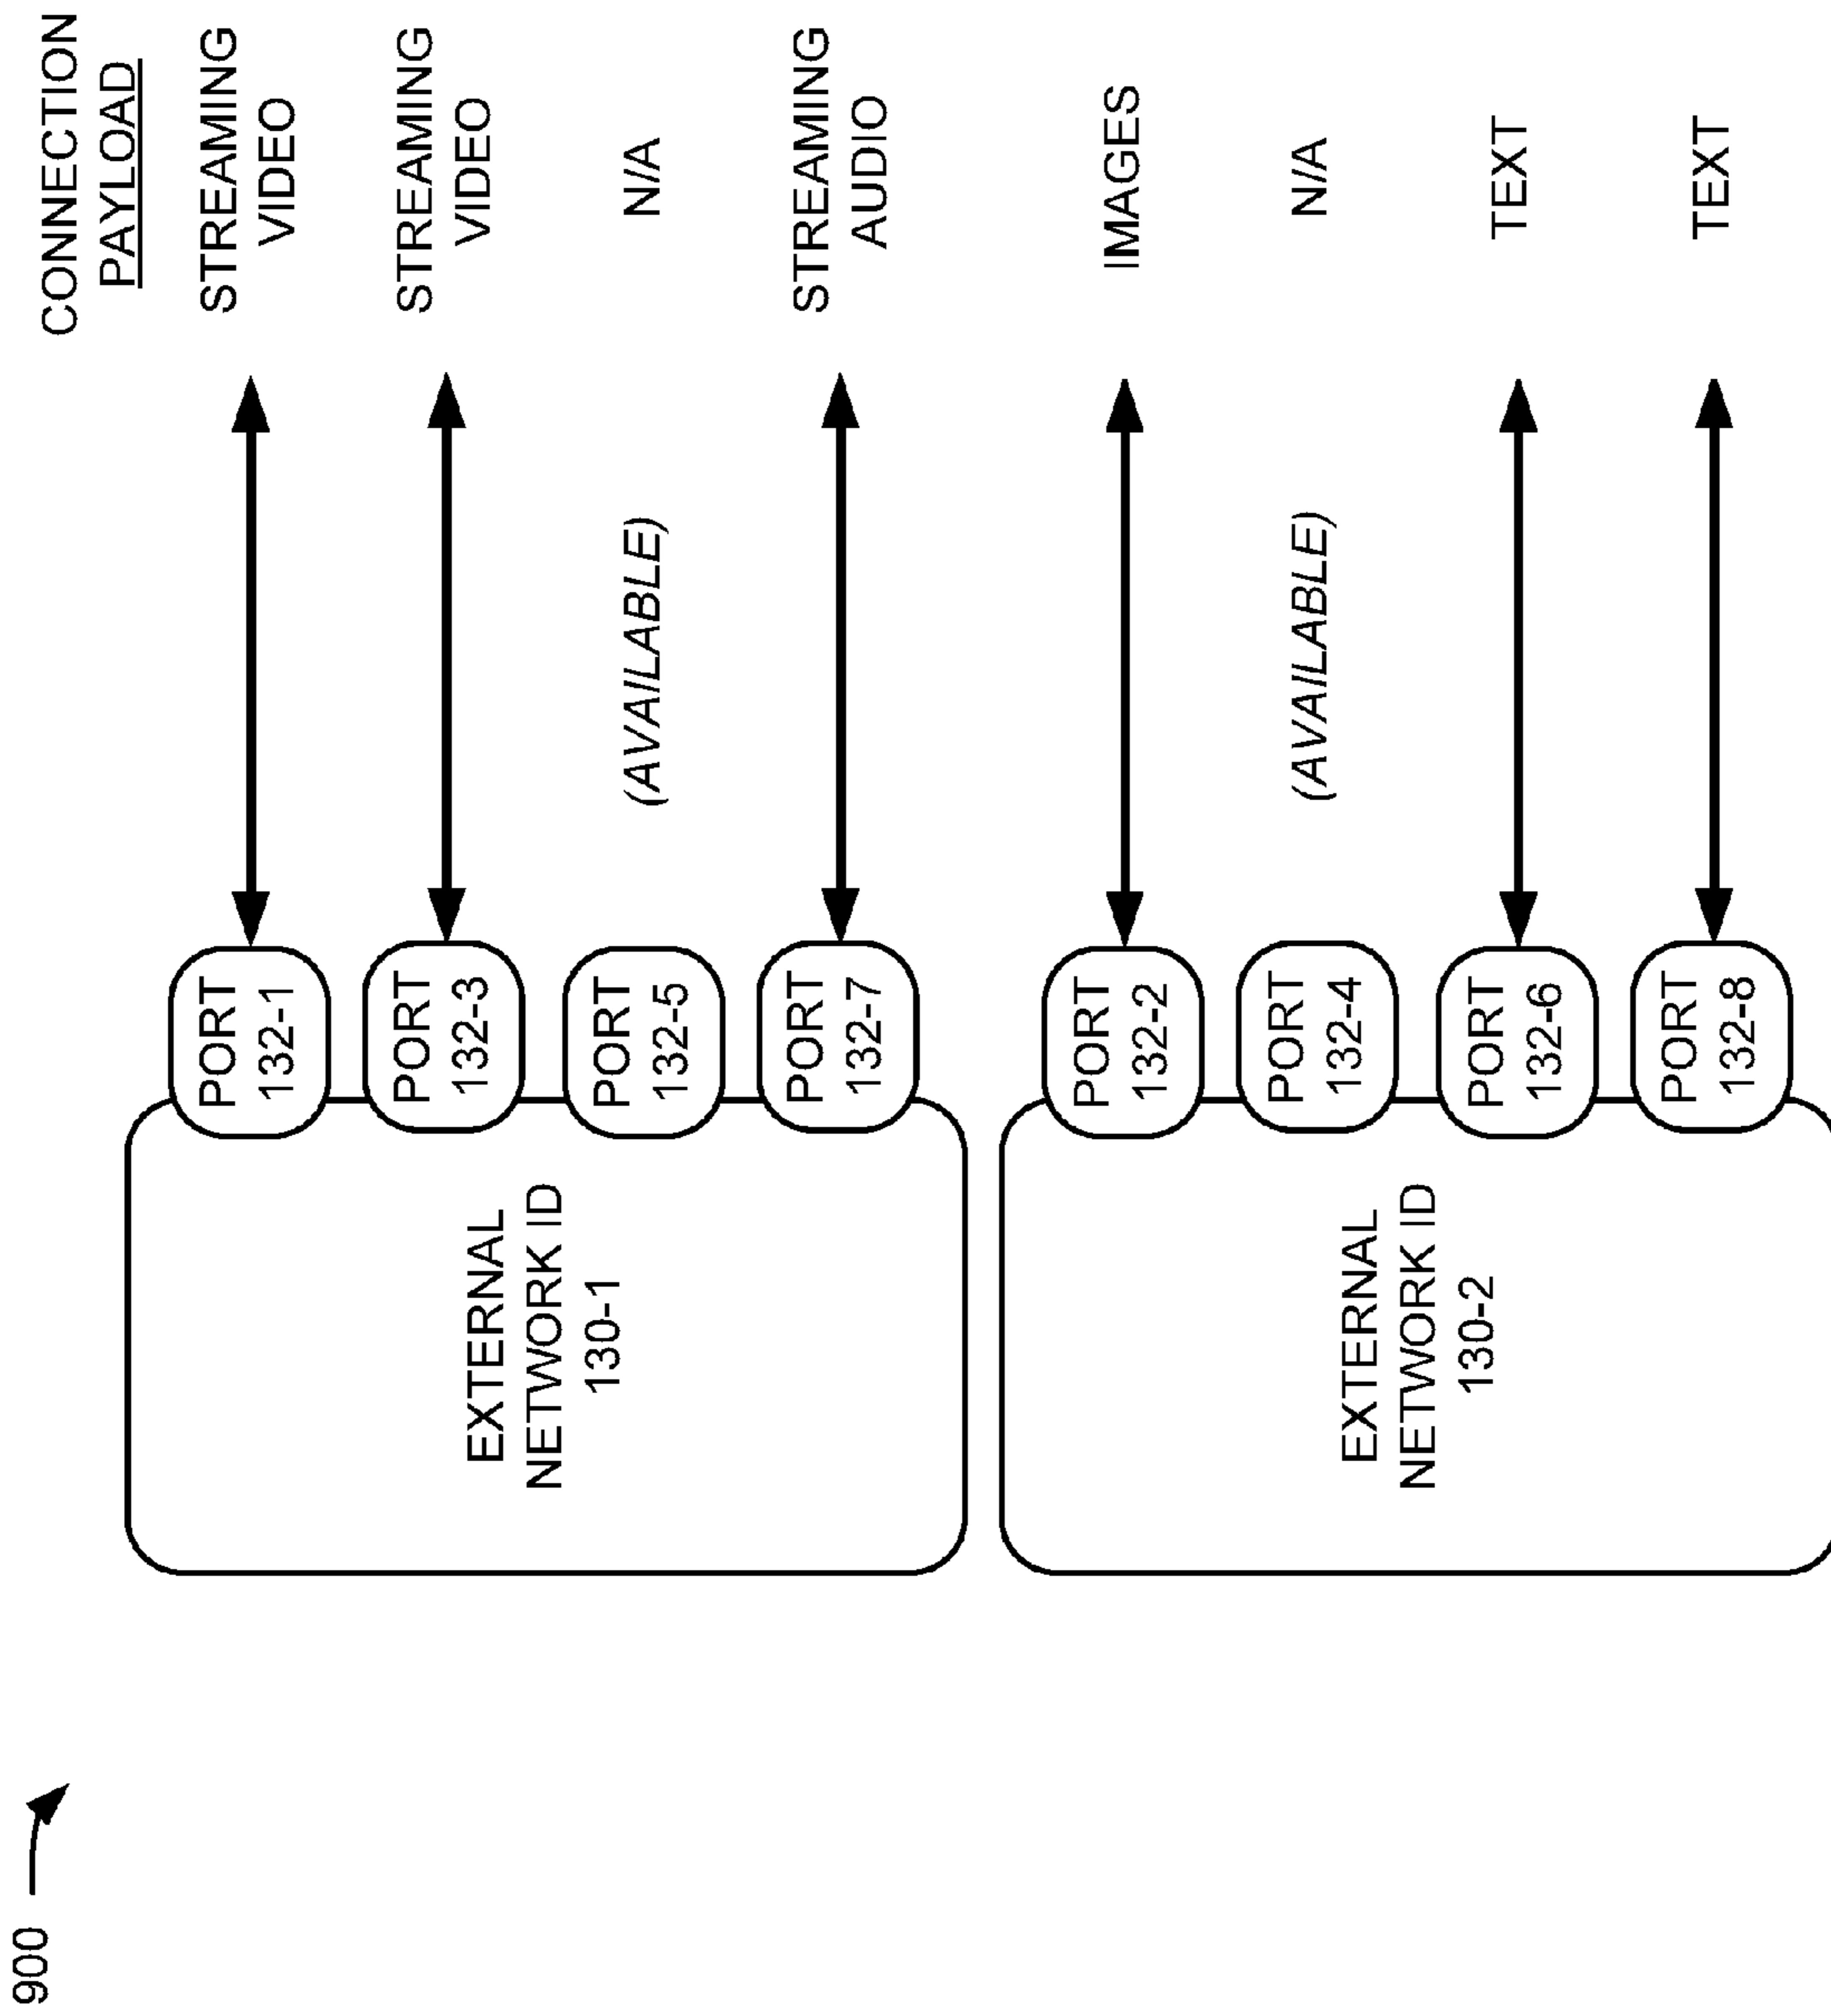 900
CONNECTION
PAYLOAD
EXTERNAL
NETWORK ID
130-1
PORT
132-1
STREAMING
VIDEO
PORT
132-3
STREAMING
VIDEO
PORT
132-5
(AVAILABLE)
N/A
PORT
132-7
STREAMING
AUDIO
EXTERNAL
NETWORK ID
130-2
PORT
132-2
IMAGES
PORT
132-4
(AVAILABLE)
N/A
PORT
132-6
TEXT
PORT
132-8
TEXT